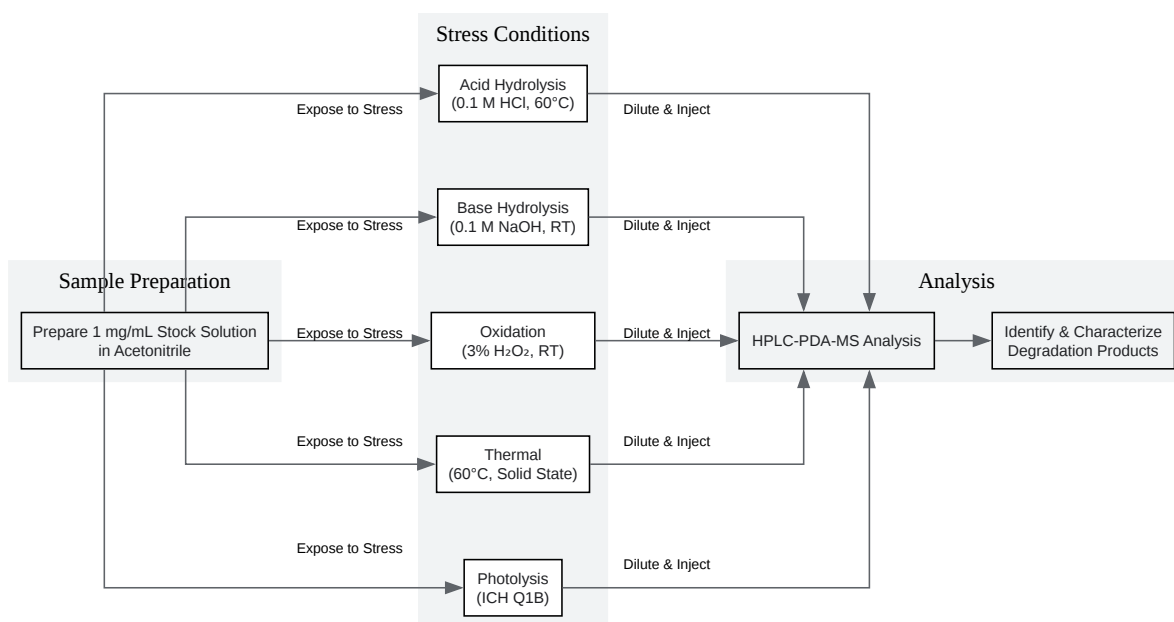 Stress Conditions
Acid Hydrolysis
(0.1 M HCl, 60°C)
Expose to Stress
Dilute & Inject
Base Hydrolysis
(0.1 M NaOH, RT)
Expose to Stress
Dilute & Inject
Sample Preparation
Analysis
Prepare 1 mg/mL Stock Solution
in Acetonitrile
Expose to Stress
Oxidation
(3% H₂O₂, RT)
Dilute & Inject
HPLC-PDA-MS Analysis
Identify & Characterize
Degradation Products
Expose to Stress
Thermal
(60°C, Solid State)
Dilute & Inject
Expose to Stress
Photolysis
(ICH Q1B)
Dilute & Inject